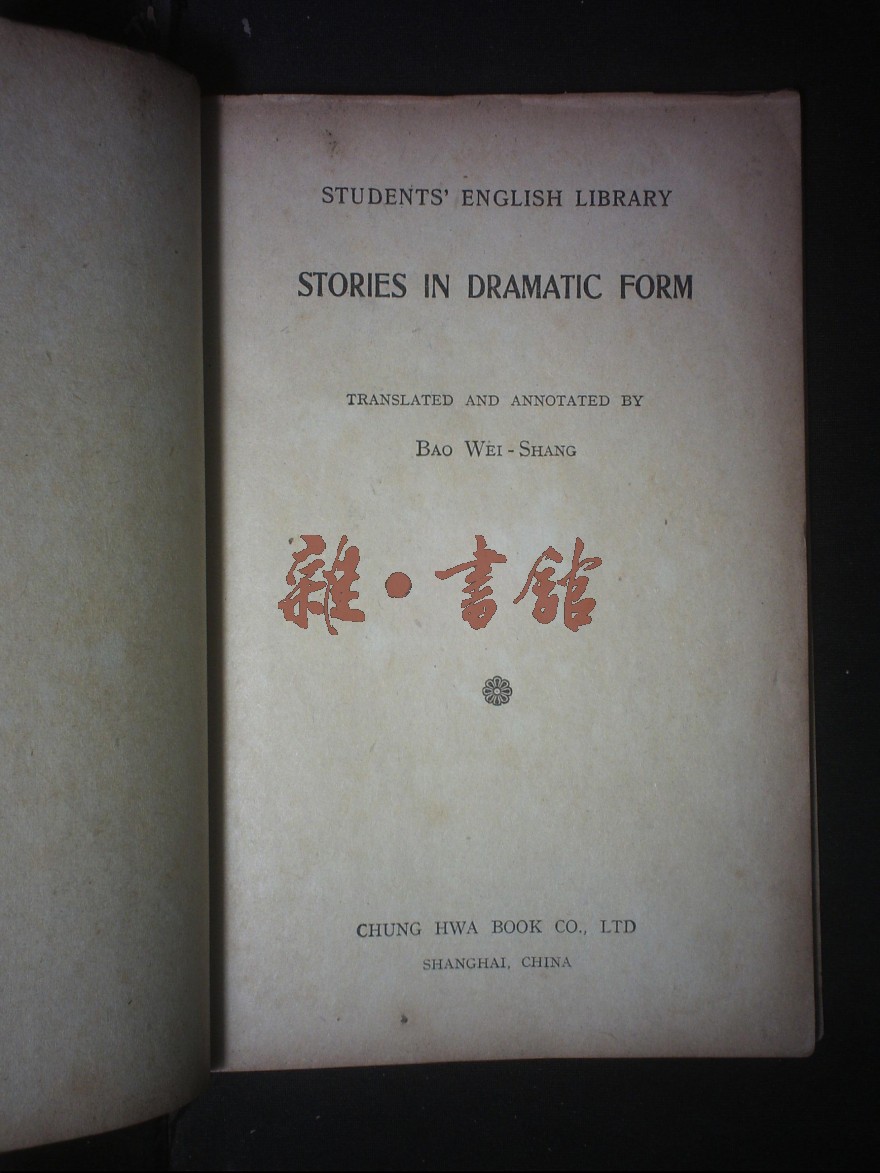 STUDENTS' ENGLISH LIBRARY
STORIES IN DRAMATIC FORM
TRANSLATED AND ANNOTATED BY
BAO WEI-SHANG
雜·書館
CHUNG HWA BOOK CO., LTD
SHANGHAI, CHINA